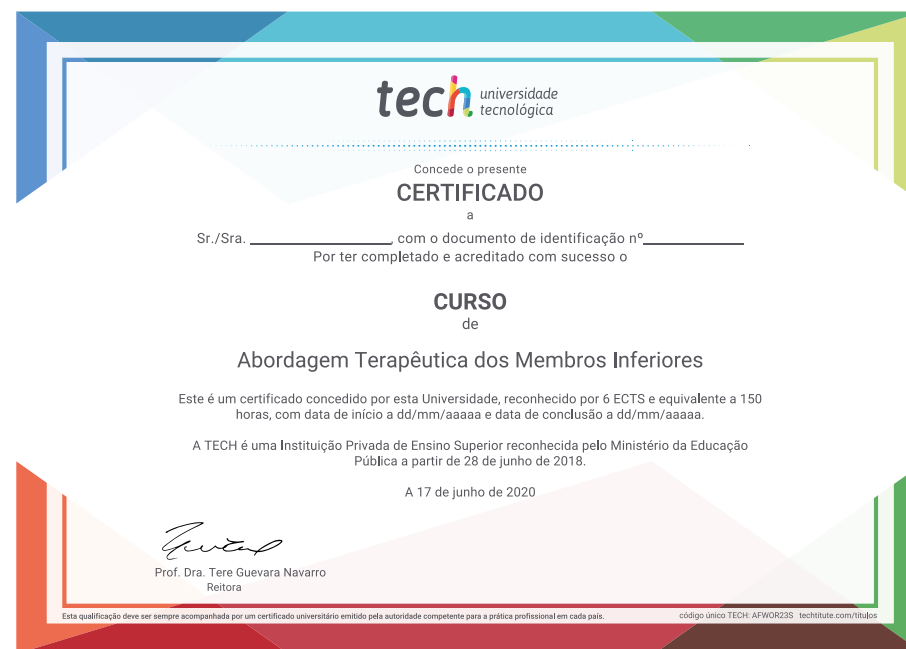 tech universidade
tecnológica
Concede o presente
CERTIFICADO
a
Sr./Sra. ____________________, com o documento de identificação nº______________
Por ter completado e acreditado com sucesso o
CURSO
de
Abordagem Terapêutica dos Membros Inferiores
Este é um certificado concedido por esta Universidade, reconhecido por 6 ECTS e equivalente a 150
horas, com data de início a dd/mm/aaaaa e data de conclusão a dd/mm/aaaaa.
A TECH é uma Instituição Privada de Ensino Superior reconhecida pelo Ministério da Educação
Pública a partir de 28 de junho de 2018.
A 17 de junho de 2020
Prof. Dra. Tere Guevara Navarro
Reitora
Esta qualificação deve ser sempre acompanhada por um certificado universitário emitido pela autoridade competente para a prática profissional em cada país.
código único TECH: AFWOR23S techtitute.com/titulos